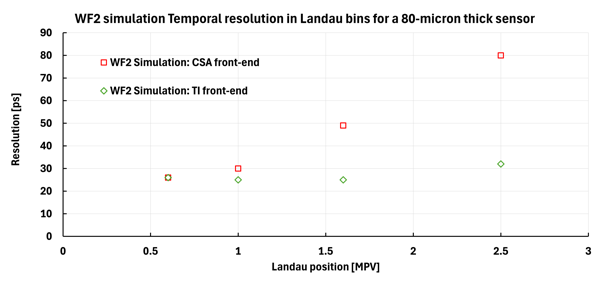 WF2 simulation Temporal resolution in Landau bins for a 80-micron thick sensor
90
80
70
60
50
40
30
20
10
0
Resolution [ps]
WF2 Simulation: CSA front-end
WF2 Simulation: TI front-end
0 0.5 1 1.5 2 2.5 3
Landau position [MPV]